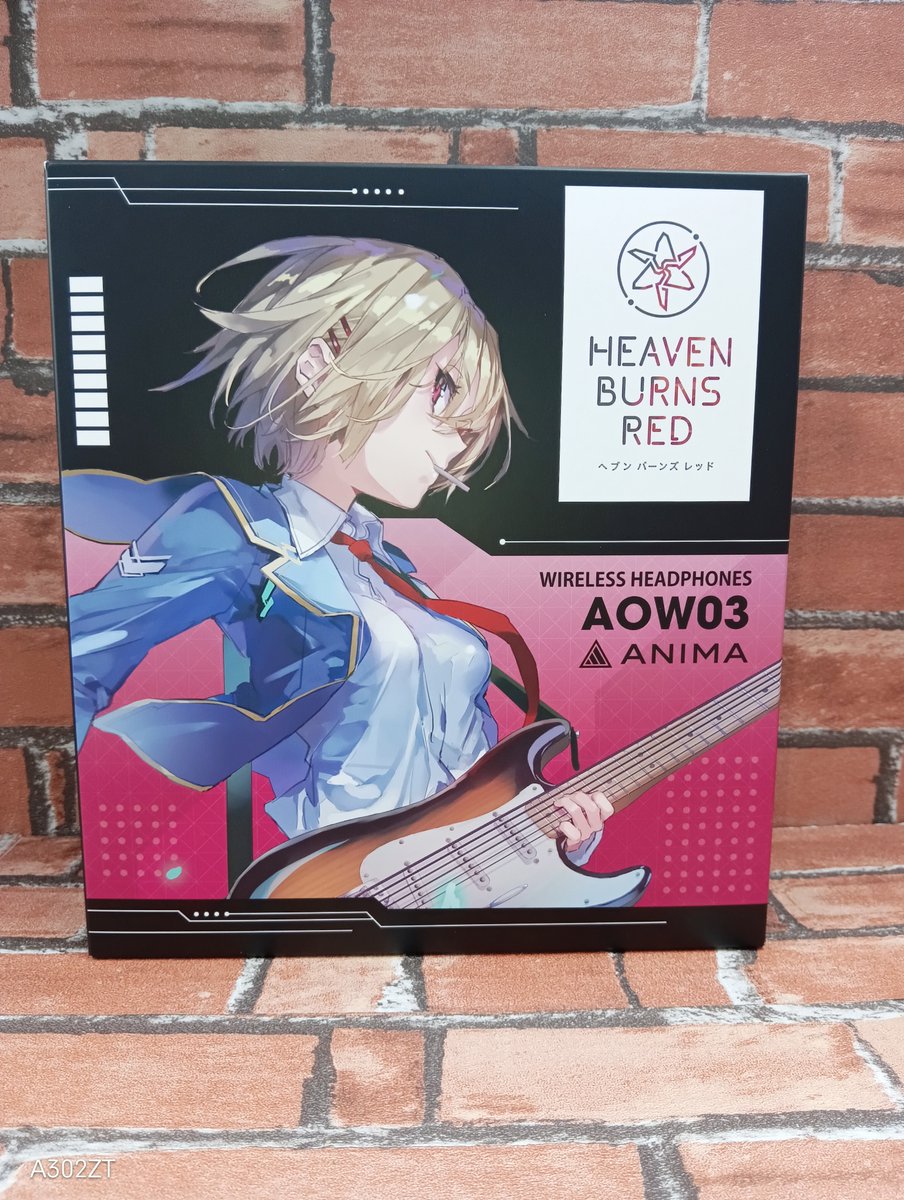 HEAVEN
BURNS
RED
ヘブン バーンズ レッド
WIRELESS HEADPHONES
AOW03
ANIMA
A302ZT